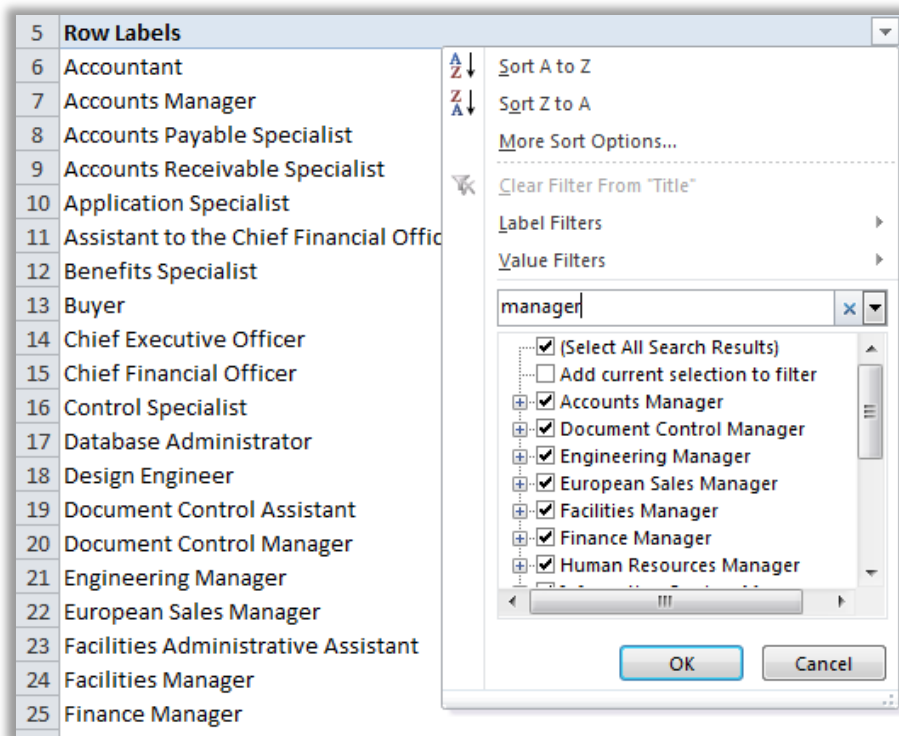 5 Row Labels
6 Accountant
7 Accounts Manager
8 Accounts Payable Specialist
9 Accounts Receivable Specialist
10 Application Specialist
11 Assistant to the Chief Financial Offic
12 Benefits Specialist
13 Buyer
14 Chief Executive Officer
15 Chief Financial Officer
16 Control Specialist
17 Database Administrator
18 Design Engineer
19 Document Control Assistant
20 Document Control Manager
21 Engineering Manager
22 European Sales Manager
23 Facilities Administrative Assistant
24 Facilities Manager
25 Finance Manager
A Z Sort A to Z
Z A Sort Z to A
More Sort Options...
Clear Filter From "Title"
Label Filters
Value Filters
manager
(Select All Search Results)
Add current selection to filter
Accounts Manager
Document Control Manager
Engineering Manager
European Sales Manager
Facilities Manager
Finance Manager
Human Resources Manager
OK Cancel